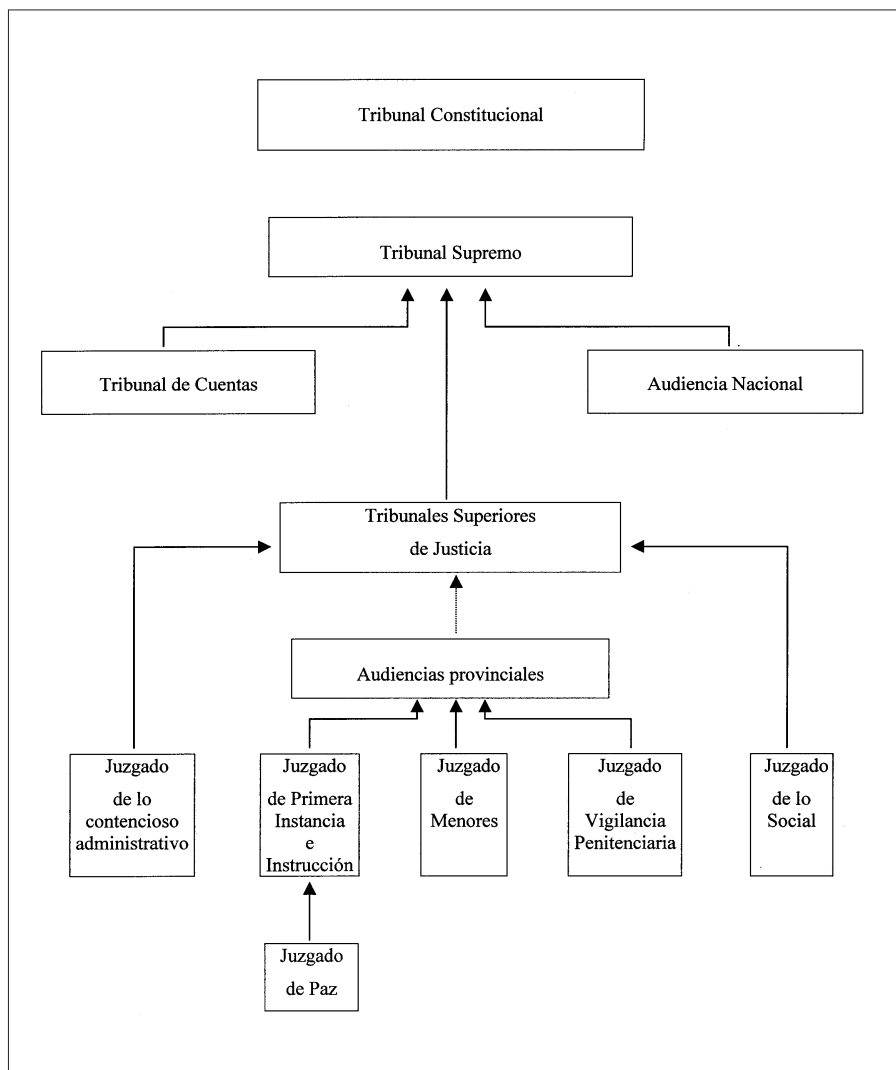 Tribunal Constitucional
Tribunal Supremo
Tribunal de Cuentas
Audiencia Nacional
Tribunales Superiores
de Justicia
Audiencias provinciales
Juzgado
de lo
contencioso
administrativo
Juzgado
de Primera
Instancia
e
Instrucción
Juzgado
de
Menores
Juzgado
de
Vigilancia
Penitenciaria
Juzgado
de lo
Social
Juzgado
de Paz